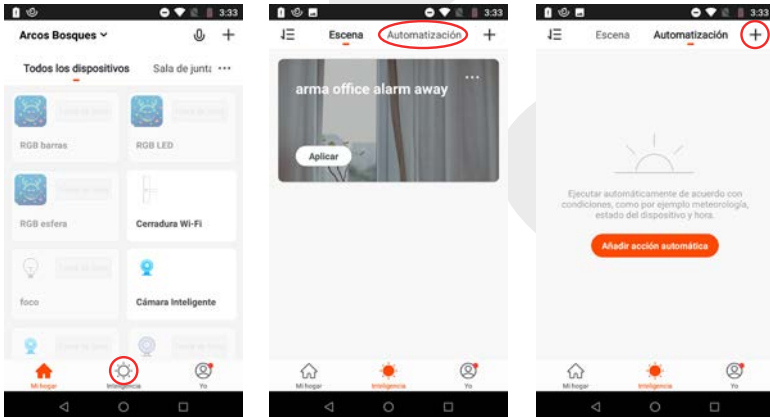 3:33
Arcos Bosques
Todos los dispositivos Sala de junta
RGB barras
RGB LED
RGB esfera
Cerradura Wi-Fi
foco
Cámara Inteligente
Mi hogar
Inteligencia
Yo
3:33
Escena Automatización
arma office alarm away
Aplicar
Mi hogar
Inteligencia
Yo
3:33
Escena Automatización
Ejecutar automáticamente de acuerdo con
condiciones, como por ejemplo meteorología,
estado del dispositivo y hora.
Añadir acción automática
Mi hogar
Inteligencia
Yo